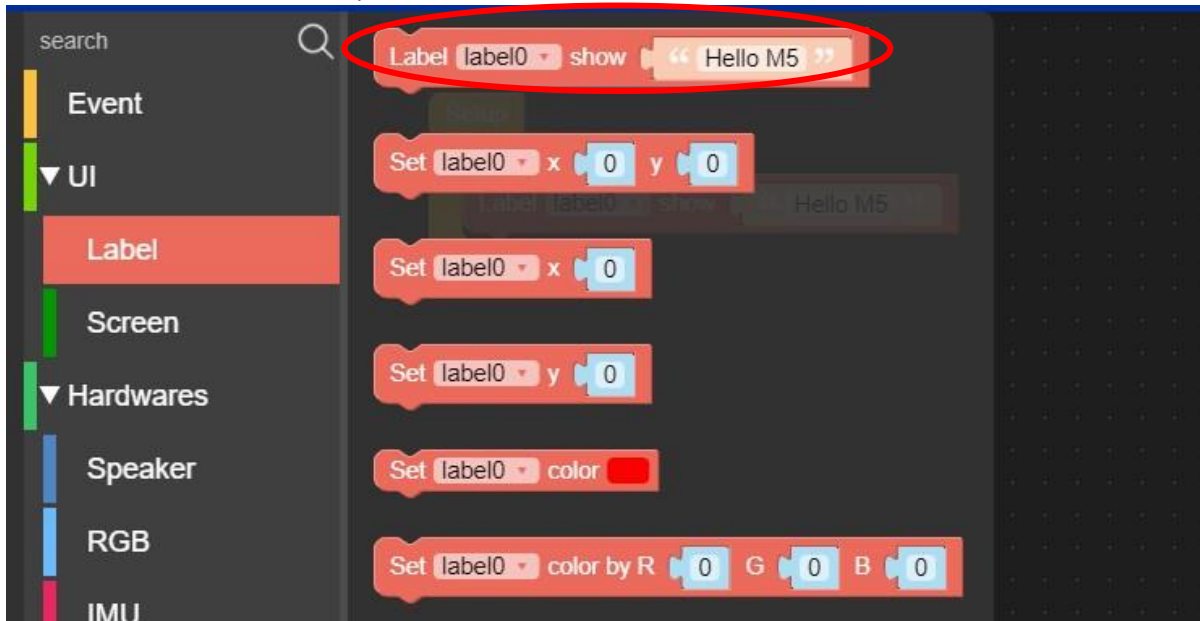 search
Event
UI
Label
Screen
Hardwares
Speaker
RGB
IMU
Label label0 show “ Hello M5 ”
Setup
Set label0 x 0 y 0
Label label0 show “ Hello M5 ”
Set label0 x 0
Set label0 y 0
Set label0 color
Set label0 color by R 0 G 0 B 0